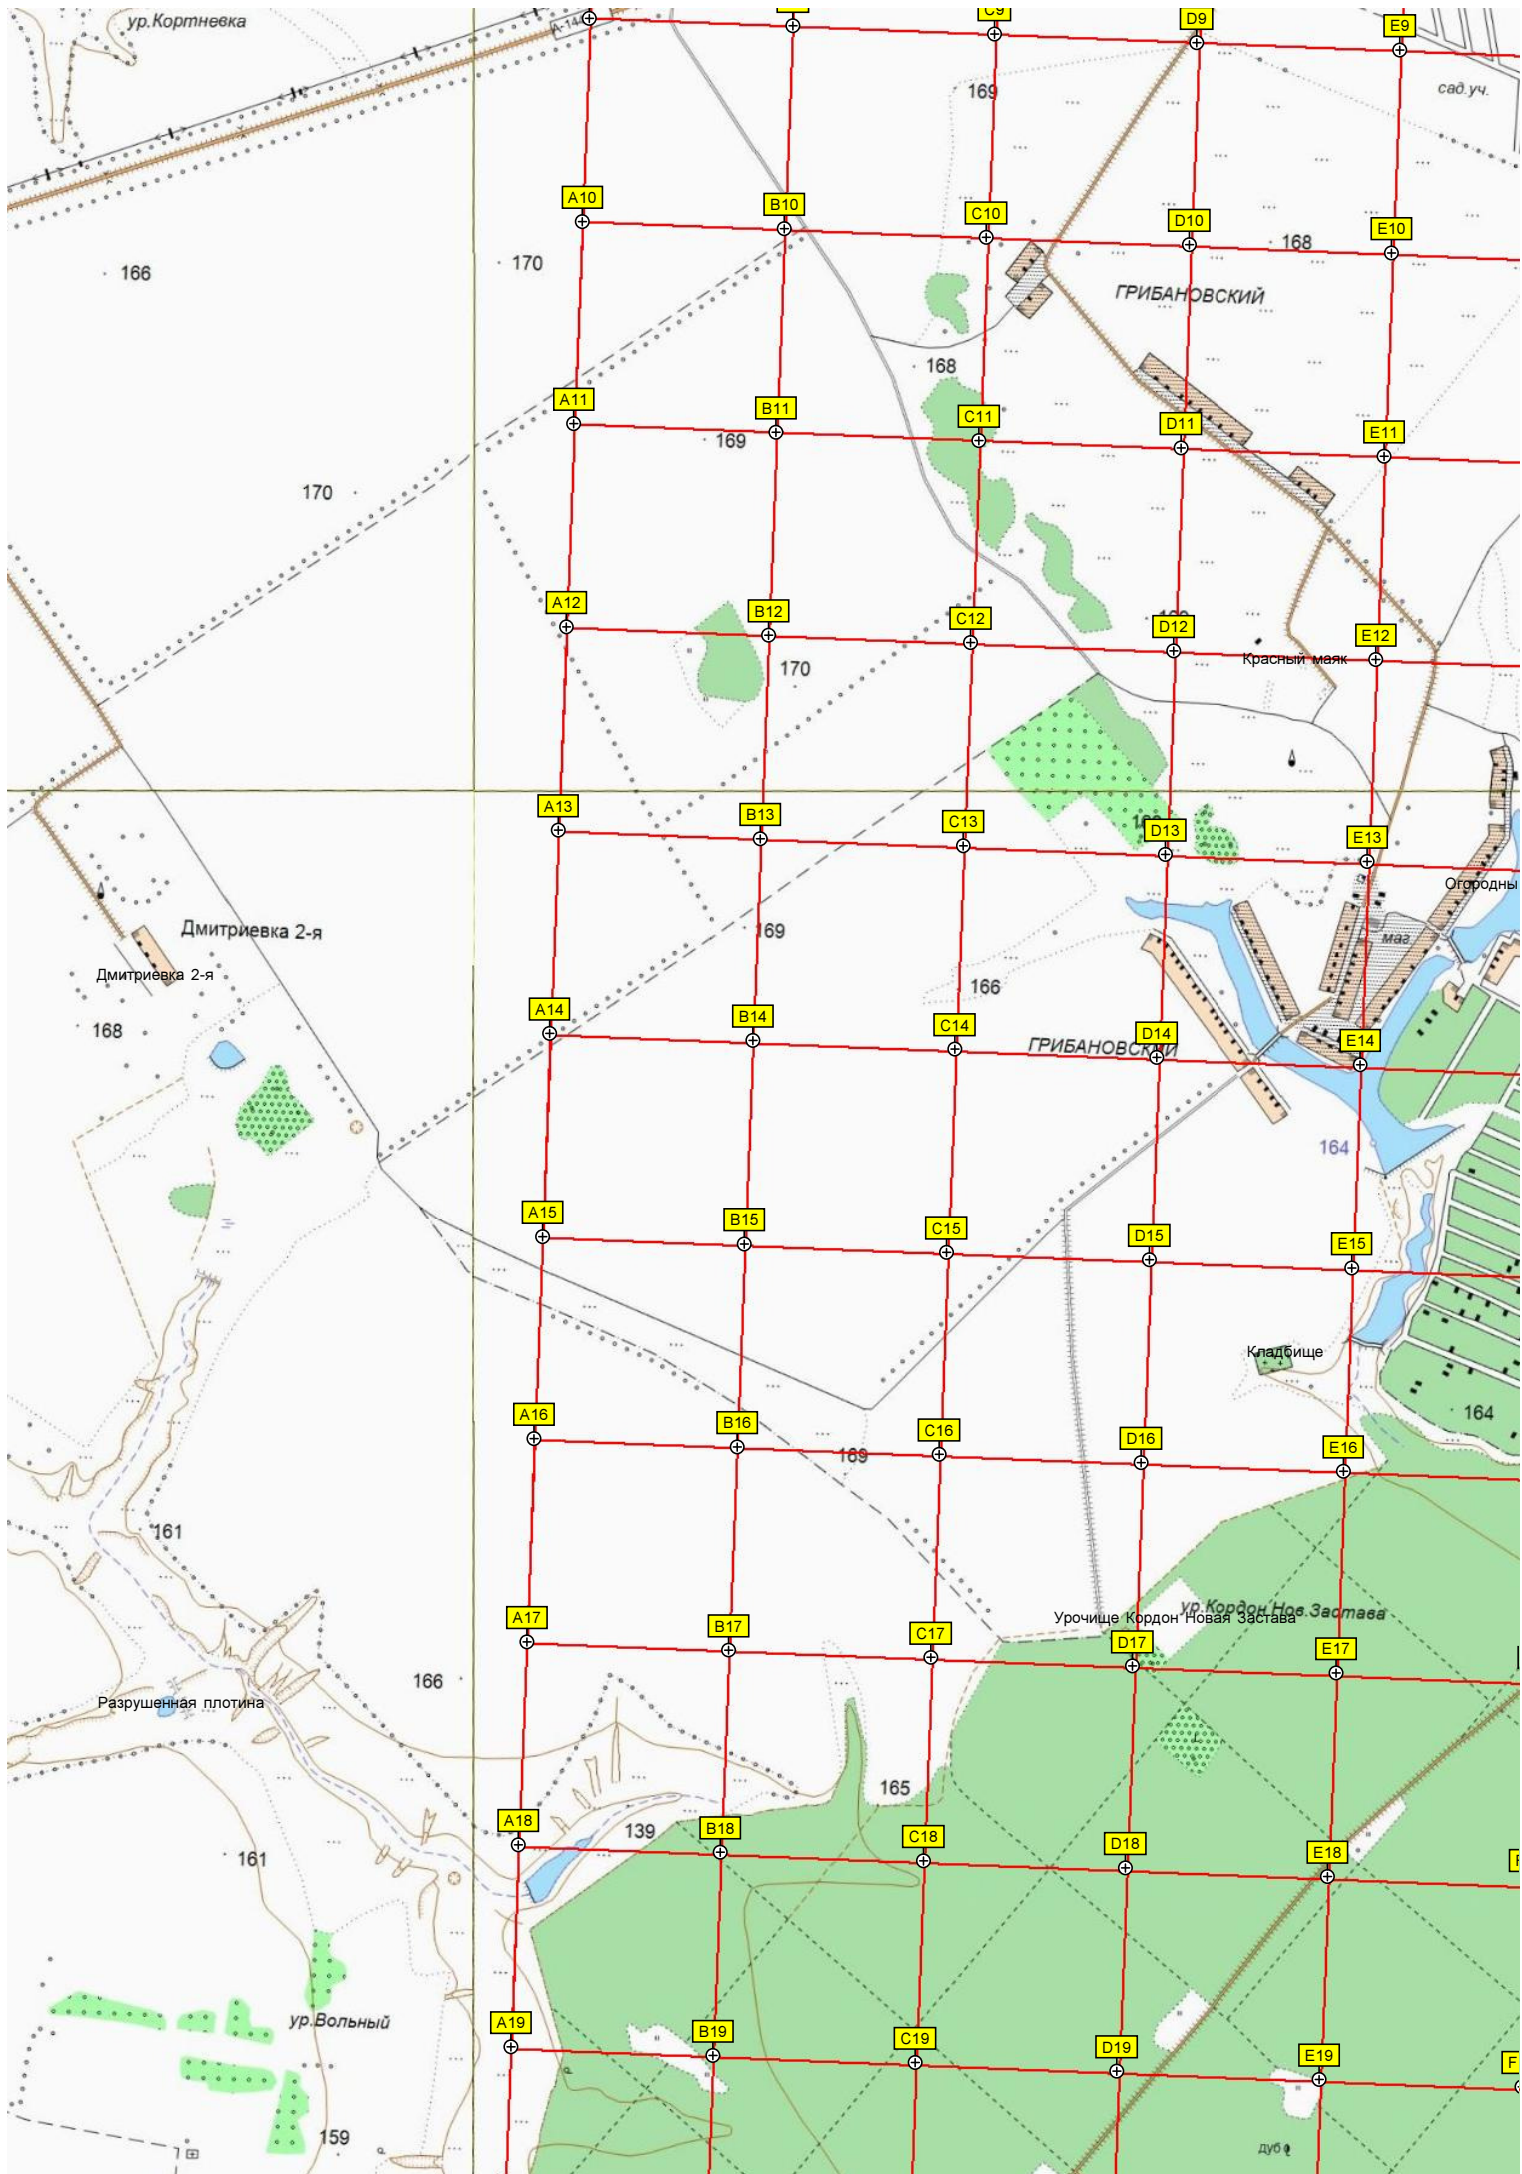 ур.Кортневка
А-144
C9
D9
E9
сад.уч.
169
A10
B10
C10
D10
E10
168
166
170
ГРИБАНОВСКИЙ
168
A11
B11
C11
D11
E11
169
170
A12
B12
C12
D12
E12
Красный маяк
170
A13
B13
C13
D13
E13
Огородны
Дмитриевка 2-я
169
маг.
Дмитриевка 2-я
166
168
A14
B14
C14
D14
E14
ГРИБАНОВСКИЙ
164
A15
B15
C15
D15
E15
Кладбище
164
A16
B16
C16
D16
E16
169
161
ур.Кордон Нов.Застава
Урочище Кордон Новая Застава
A17
B17
C17
D17
E17
166
Разрушенная плотина
165
A18
B18
C18
D18
E18
139
161
F
ур.Вольный
A19
B19
C19
D19
E19
F
159
дуб